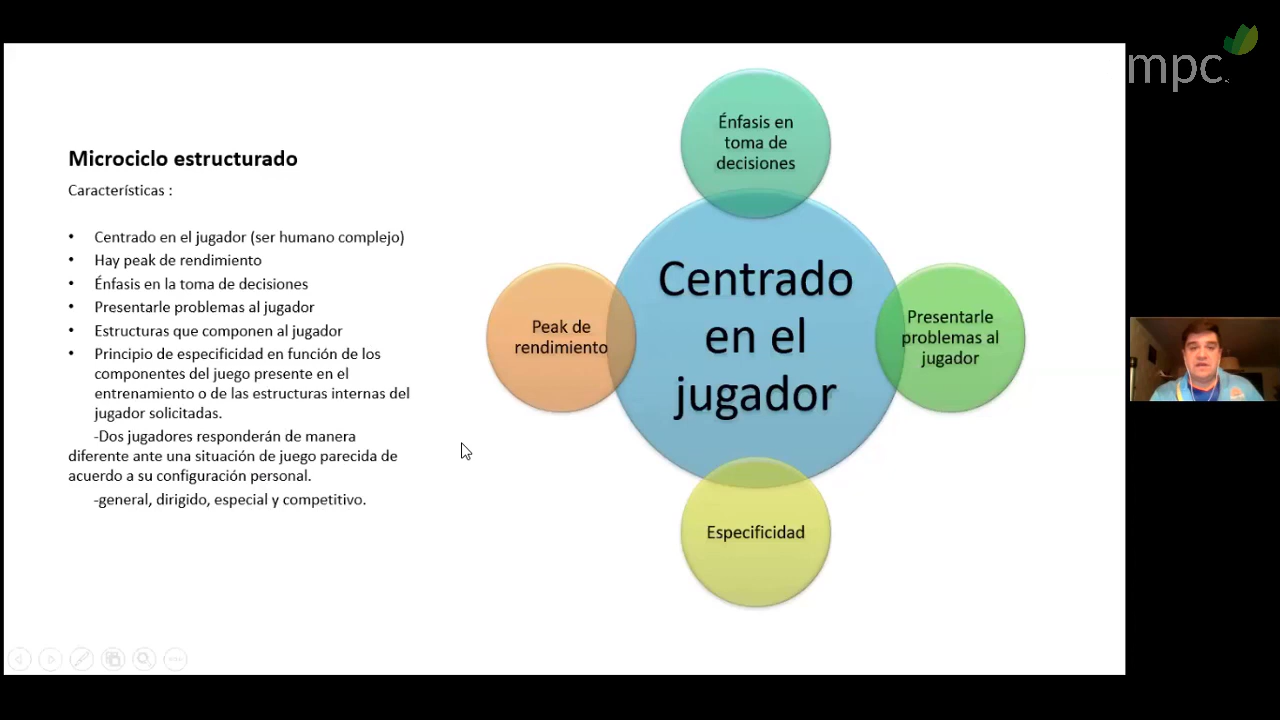 mpc
Microciclo estructurado
Características :
• Centrado en el jugador (ser humano complejo)
• Hay peak de rendimiento
• Énfasis en la toma de decisiones
• Presentarle problemas al jugador
• Estructuras que componen al jugador
• Principio de especificidad en función de los
componentes del juego presente en el
entrenamiento o de las estructuras internas del
jugador solicitadas.
-Dos jugadores responderán de manera
diferente ante una situación de juego parecida de
acuerdo a su configuración personal.
-general, dirigido, especial y competitivo.
Énfasis en
toma de
decisiones
Peak de
rendimiento
Centrado
en el
jugador
Presentarle
problemas al
jugador
Especificidad